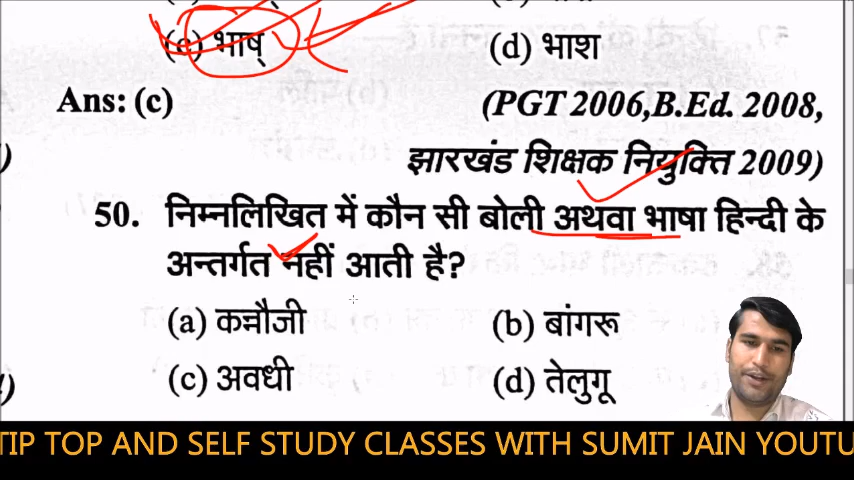 (c) भाष्
(d) भाश
Ans: (c)
(PGT 2006,B.Ed. 2008,
झारखंड शिक्षक नियुक्ति 2009)
50. निम्नलिखित में कौन सी बोली अथवा भाषा हिन्दी के
अन्तर्गत नहीं आती है?
(a) कन्नौजी
(b) बांगरू
(c) अवधी
(d) तेलुगू
TIP TOP AND SELF STUDY CLASSES WITH SUMIT JAIN YOUTU